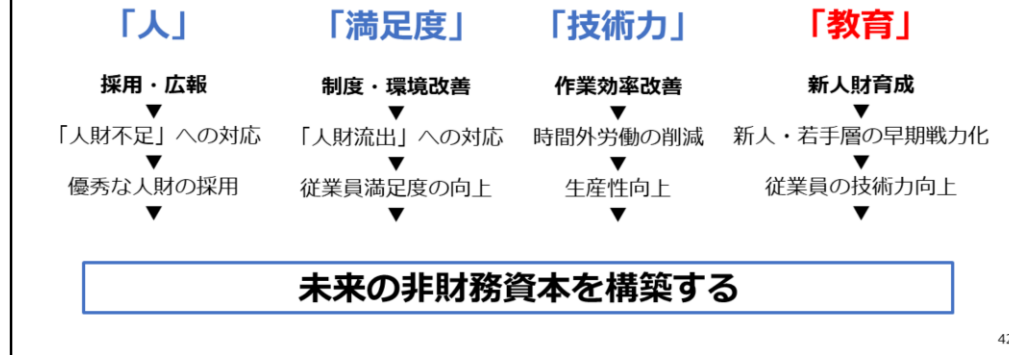 「人」
採用・広報
▼
「人財不足」への対応
▼
優秀な人財の採用
▼
「満足度」
制度・環境改善
▼
「人財流出」への対応
▼
従業員満足度の向上
▼
「技術力」
作業効率改善
▼
時間外労働の削減
▼
生産性向上
▼
「教育」
新人財育成
▼
新人・若手層の早期戦力化
▼
従業員の技術力向上
▼
未来の非財務資本を構築する